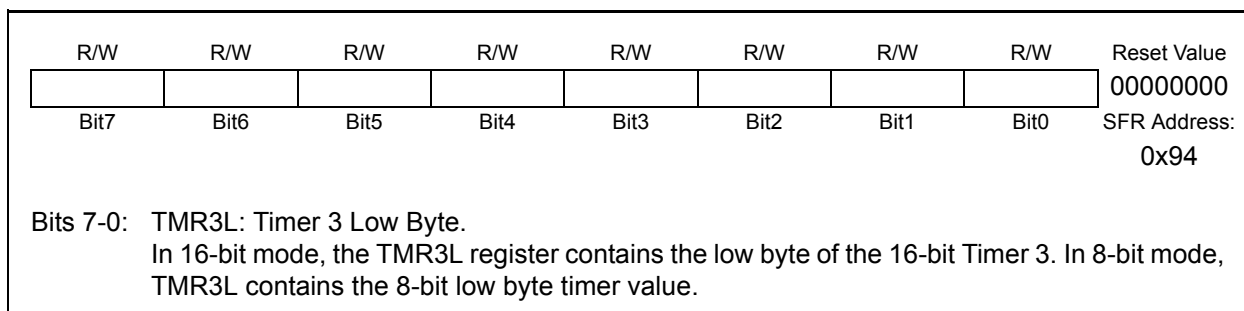 R/W R/W R/W R/W R/W R/W R/W R/W Reset Value
00000000
Bit7 Bit6 Bit5 Bit4 Bit3 Bit2 Bit1 Bit0 SFR Address:
0x94
Bits 7-0: TMR3L: Timer 3 Low Byte.
In 16-bit mode, the TMR3L register contains the low byte of the 16-bit Timer 3. In 8-bit mode,
TMR3L contains the 8-bit low byte timer value.